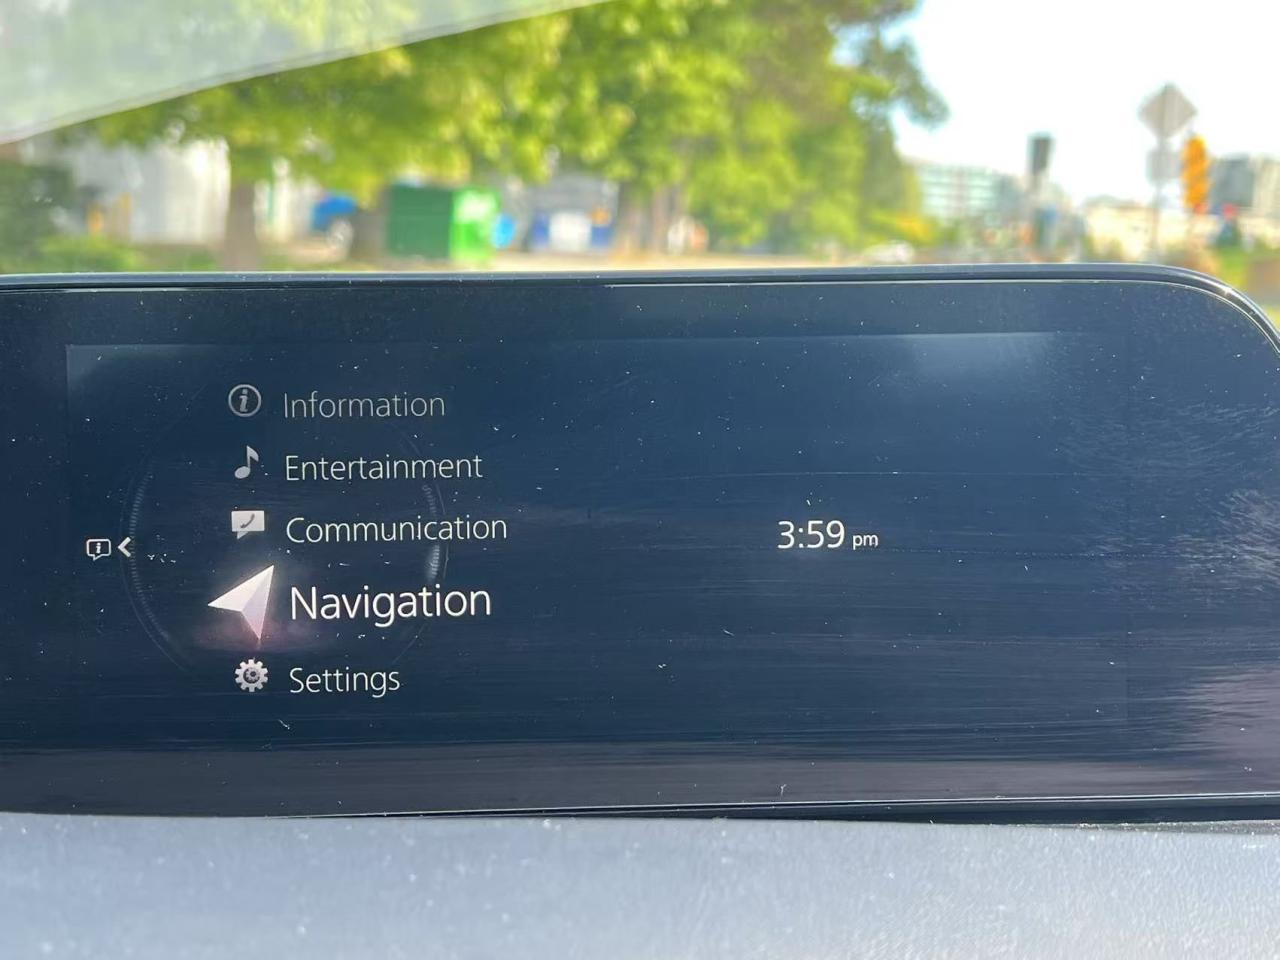 Information
Entertainment
Communication
3:59 pm
Navigation
Settings